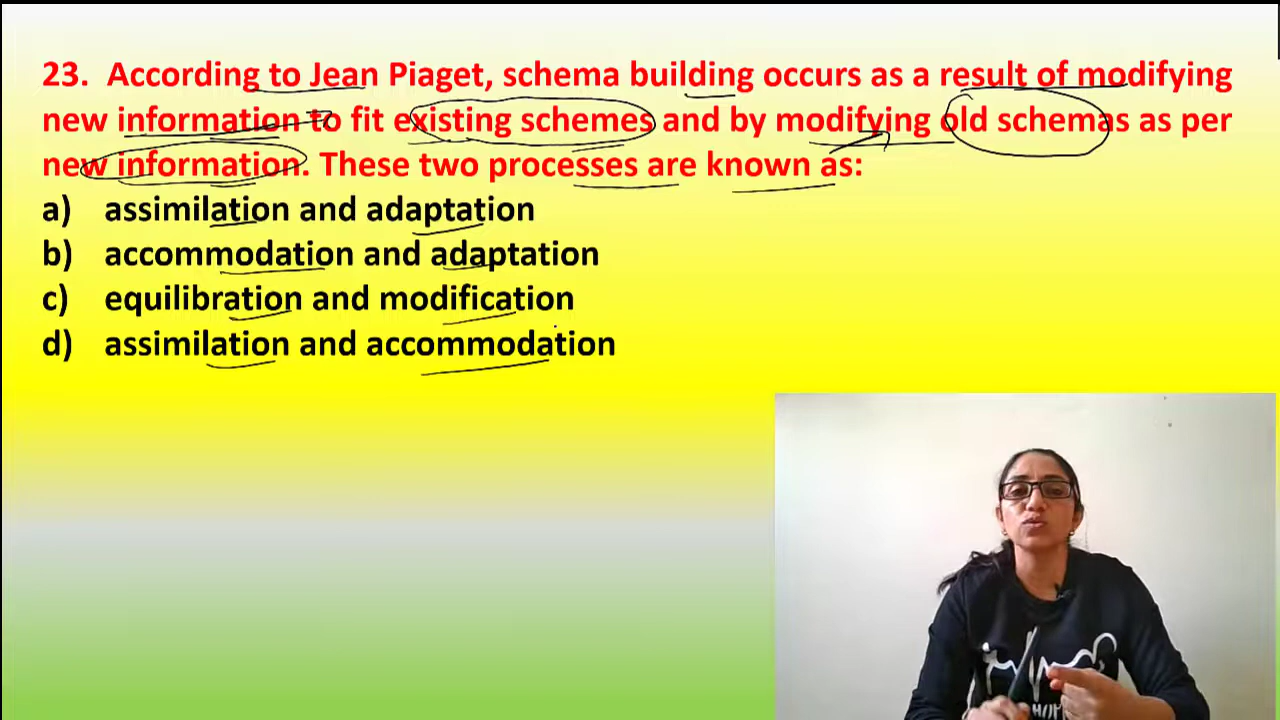 23. According to Jean Piaget, schema building occurs as a result of modifying
new information to fit existing schemes and by modifying old schemas as per
new information. These two processes are known as:
a) assimilation and adaptation
b) accommodation and adaptation
c) equilibration and modification
d) assimilation and accommodation